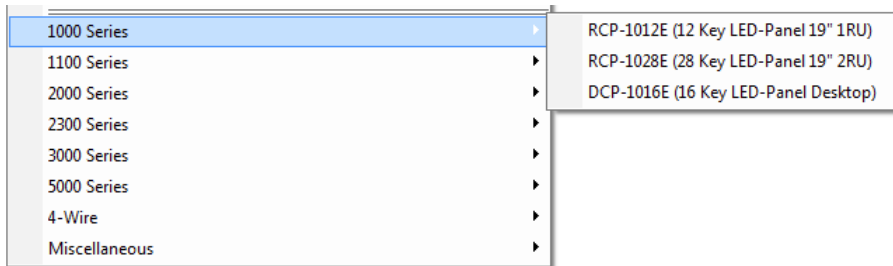 1000 Series
1100 Series
2000 Series
2300 Series
3000 Series
5000 Series
4-Wire
Miscellaneous
RCP-1012E (12 Key LED-Panel 19" 1RU)
RCP-1028E (28 Key LED-Panel 19" 2RU)
DCP-1016E (16 Key LED-Panel Desktop)